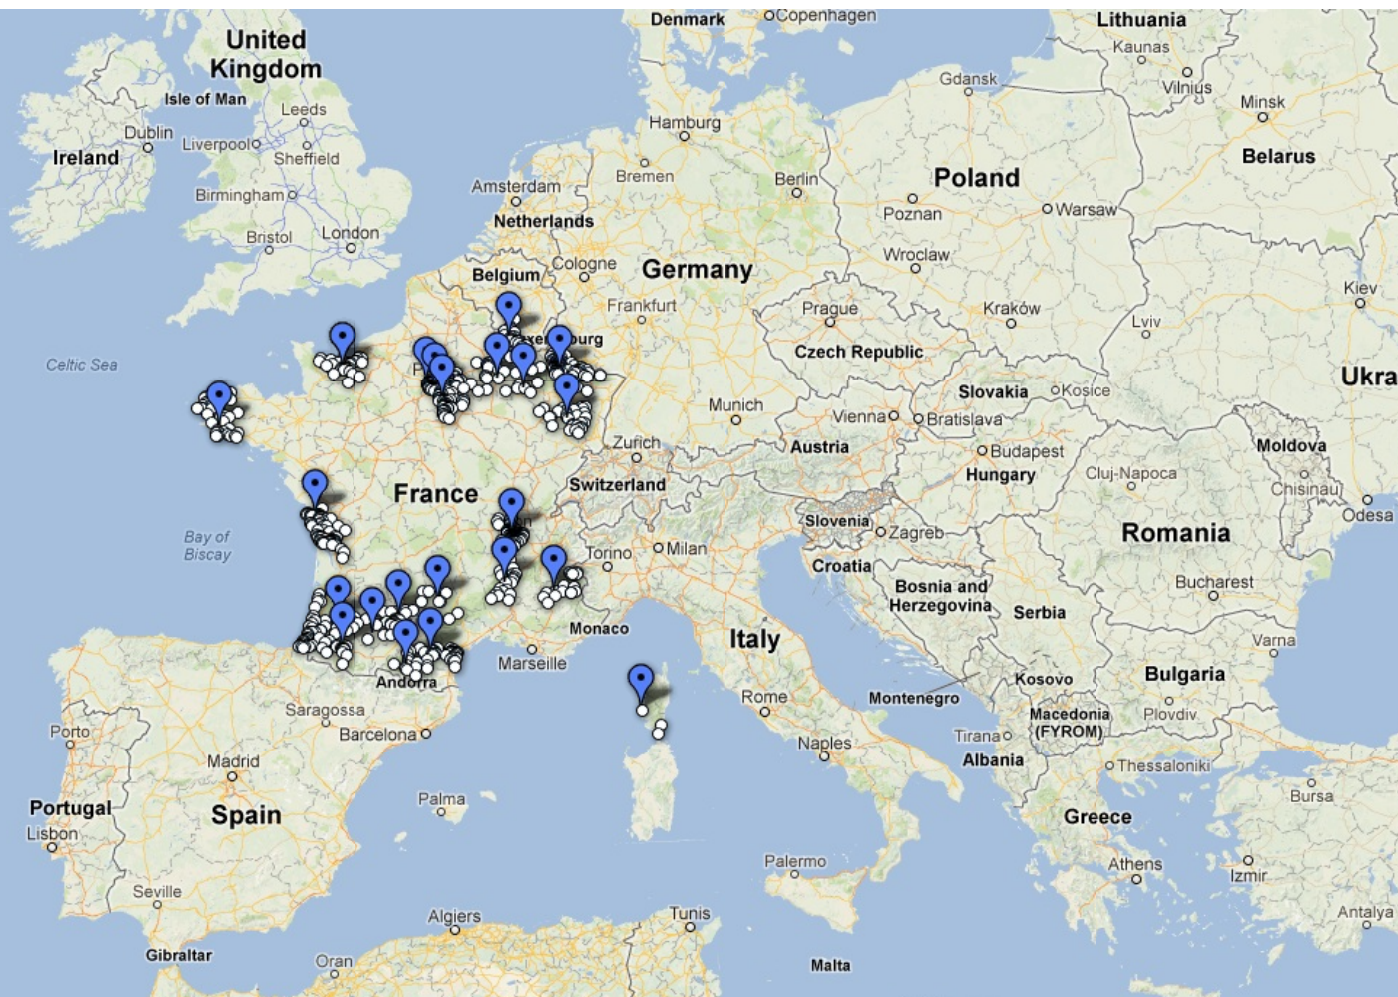 Denmark
Copenhagen
Lithuania
Kaunas
Vilnius
United
Kingdom
Isle of Man
Leeds
Gdansk
Minsk
Hamburg
Dublin
Liverpool
Sheffield
Ireland
Belarus
Bremen
Berlin
Poland
Amsterdam
Birmingham
Netherlands
Poznan
Warsaw
Bristol
London
Belgium
Cologne
Germany
Wroclaw
Kiev
Frankfurt
Prague
Kraków
Lviv
Celtic Sea
Czech Republic
Ukra
Slovakia
Kosice
Munich
Vienna
Bratislava
Zurich
Austria
Budapest
Moldova
Hungary
Cluj-Napoca
Chisinau
France
Switzerland
Slovenia
Zagreb
Odesa
Romania
Bay of
Biscay
Torino
Milan
Croatia
Bosnia and
Herzegovina
Bucharest
Serbia
Monaco
Italy
Varna
Marseille
Andorra
Kosovo
Bulgaria
Montenegro
Rome
Saragossa
Macedonia
(FYROM)
Plovdiv
Porto
Barcelona
Tirana
Naples
Albania
Madrid
Thessaloniki
Palma
Bursa
Portugal
Spain
Greece
Lisbon
Palermo
Athens
Izmir
Seville
Algiers
Tunis
Antalya
Gibraltar
Oran
Malta